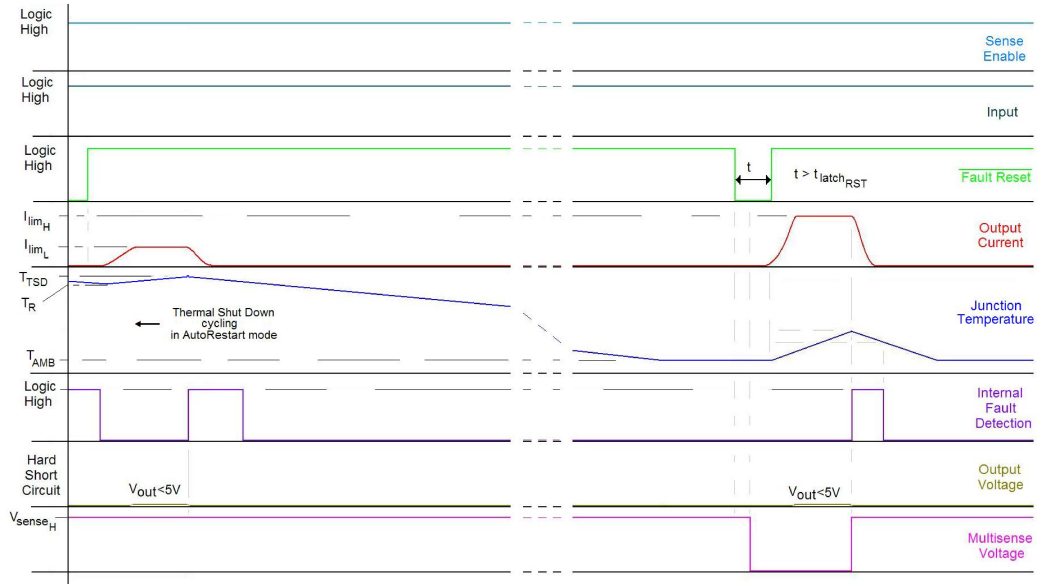 Logic
High
Sense
Enable
Logic
High
Input
Logic
High
t
t > tlatchRST
Fault Reset
IlimH
IlimL
Output
Current
TTSD
TR
Thermal Shut Down
cycling
in AutoRestart mode
Junction
Temperature
TAMB
Logic
High
Internal
Fault
Detection
Hard
Short
Circuit
Vout<5V
Vout<5V
Output
Voltage
VsenseH
Multisense
Voltage